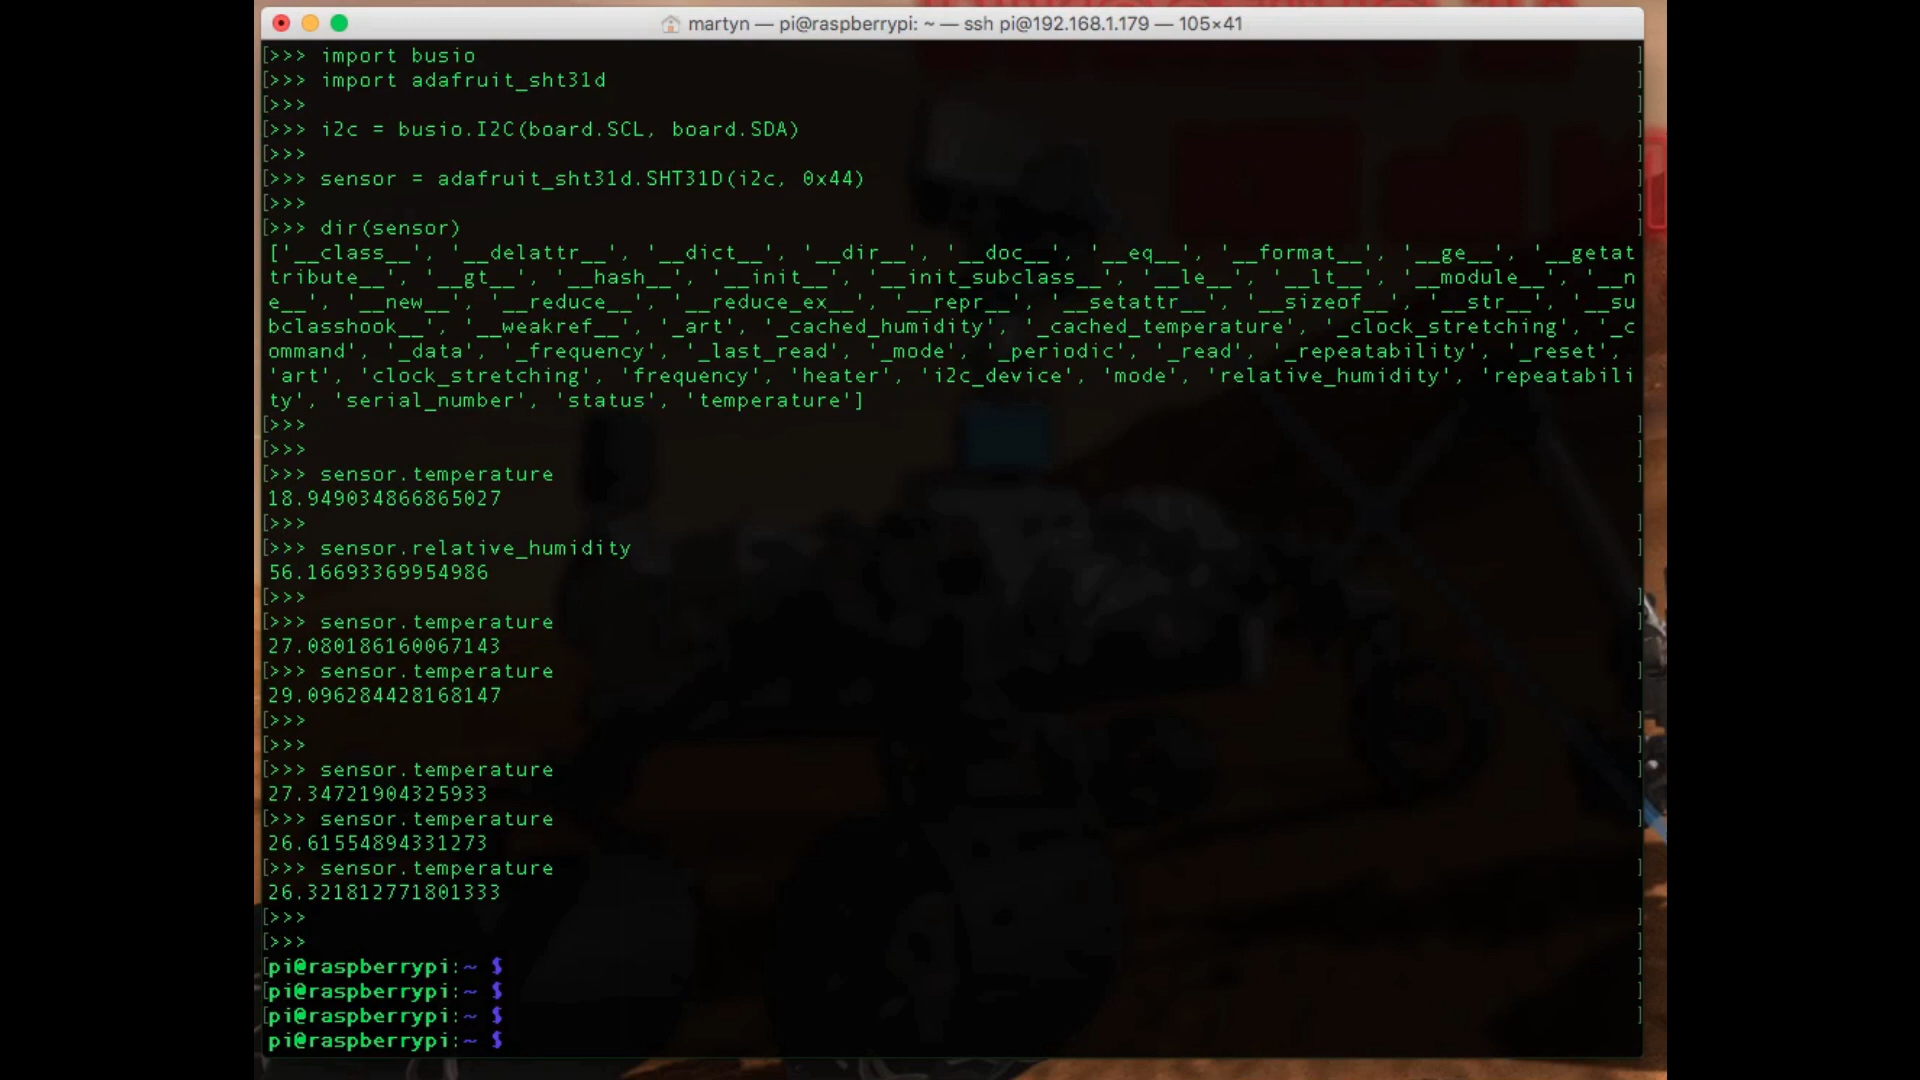 martyn — pi@raspberrypi: ~ — ssh pi@192.168.1.179 — 105×41
[>>> import busio ]
[>>> import adafruit_sht31d ]
[>>> ]
[>>> i2c = busio.I2C(board.SCL, board.SDA) ]
[>>> ]
[>>> sensor = adafruit_sht31d.SHT31D(i2c, 0x44) ]
[>>> ]
[>>> dir(sensor) ]
['__class__', '__delattr__', '__dict__', '__dir__', '__doc__', '__eq__', '__format__', '__ge__', '__getat
tribute__', '__gt__', '__hash__', '__init__', '__init_subclass__', '__le__', '__lt__', '__module__', '__n
e__', '__new__', '__reduce__', '__reduce_ex__', '__repr__', '__setattr__', '__sizeof__', '__str__', '__su
bclasshook__', '__weakref__', '_art', '_cached_humidity', '_cached_temperature', '_clock_stretching', '_c
ommand', '_data', '_frequency', '_last_read', '_mode', '_periodic', '_read', '_repeatability', '_reset',
'art', 'clock_stretching', 'frequency', 'heater', 'i2c_device', 'mode', 'relative_humidity', 'repeatabili
ty', 'serial_number', 'status', 'temperature']
[>>> ]
[>>> ]
[>>> sensor.temperature ]
18.949034866865027
[>>> ]
[>>> sensor.relative_humidity ]
56.16693369954986
[>>> ]
[>>> sensor.temperature ]
27.080186160067143
[>>> sensor.temperature ]
29.096284428168147
[>>> ]
[>>> ]
[>>> sensor.temperature ]
27.34721904325933
[>>> sensor.temperature ]
26.61554894331273
[>>> sensor.temperature ]
26.321812771801333
[>>> ]
[>>> ]
[pi@raspberrypi:~ $ ]
[pi@raspberrypi:~ $ ]
[pi@raspberrypi:~ $ ]
pi@raspberrypi:~ $